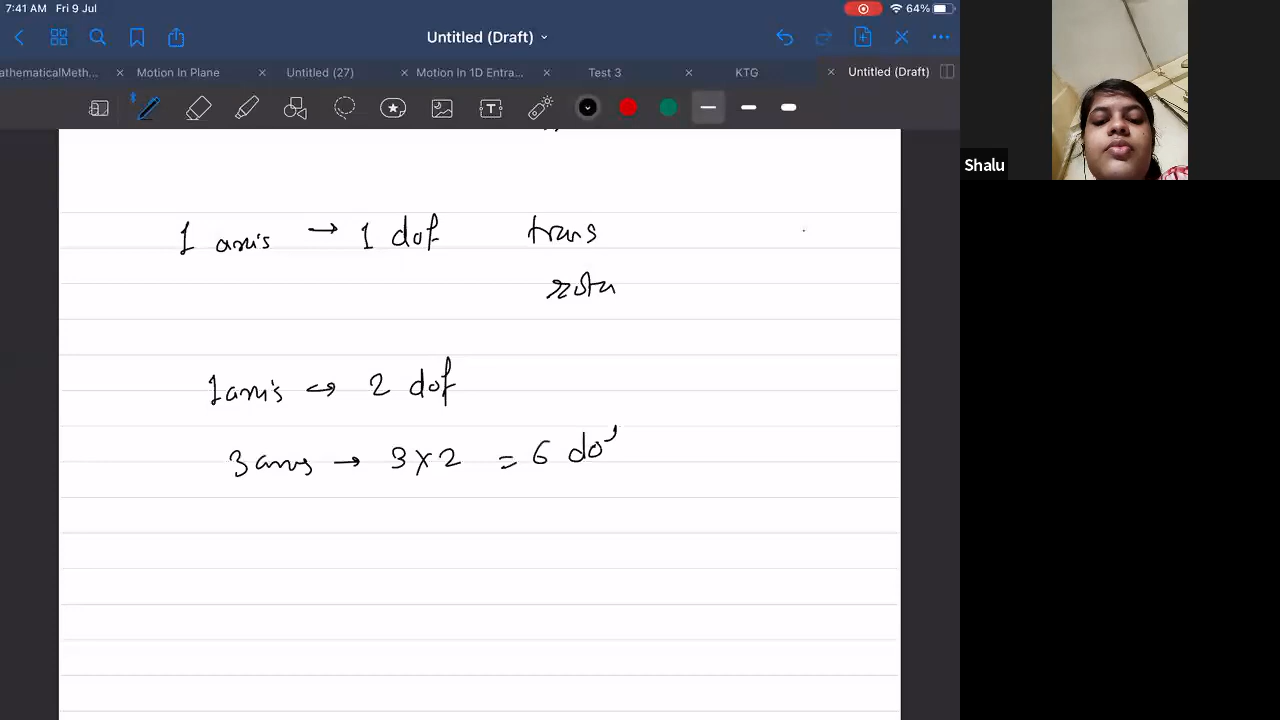 7:41 AM Fri 9 Jul
64%
Untitled (Draft)
athematicalMeth...
Motion In Plane
Untitled (27)
Motion In 1D Entra...
Test 3
KTG
Untitled (Draft)
T
Shalu
1 axis → 1 dof trans
rota
1 axis ↔ 2 dof
3 axis → 3 × 2 = 6 dof